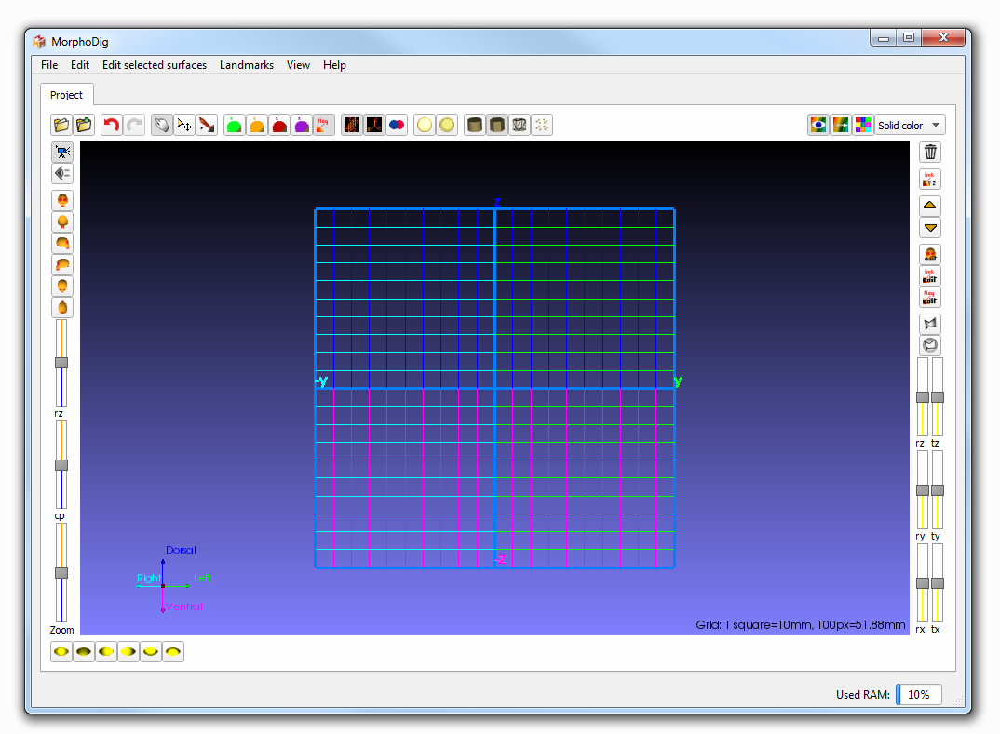 MorphoDig
File Edit Edit selected surfaces Landmarks View Help
Project
Flag
Solid color
lmk
z
z
-y
y
lmk
Flag
rz
rz tz
cp
-z
ry ty
Dorsal
Right Left
Ventral
Grid: 1 square=10mm, 100px=51.88mm
Zoom
rx tx
Used RAM: 10%